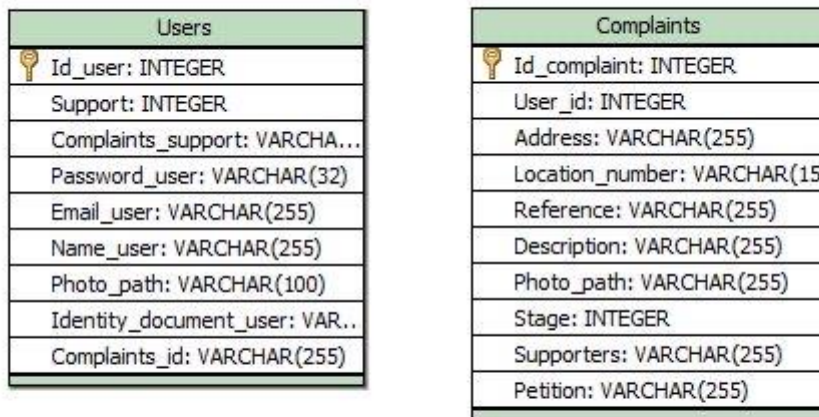 Users
Id_user: INTEGER
Support: INTEGER
Complaints_support: VARCHA...
Password_user: VARCHAR(32)
Email_user: VARCHAR(255)
Name_user: VARCHAR(255)
Photo_path: VARCHAR(100)
Identity_document_user: VAR..
Complaints_id: VARCHAR(255)
Complaints
Id_complaint: INTEGER
User_id: INTEGER
Address: VARCHAR(255)
Location_number: VARCHAR(15
Reference: VARCHAR(255)
Description: VARCHAR(255)
Photo_path: VARCHAR(255)
Stage: INTEGER
Supporters: VARCHAR(255)
Petition: VARCHAR(255)